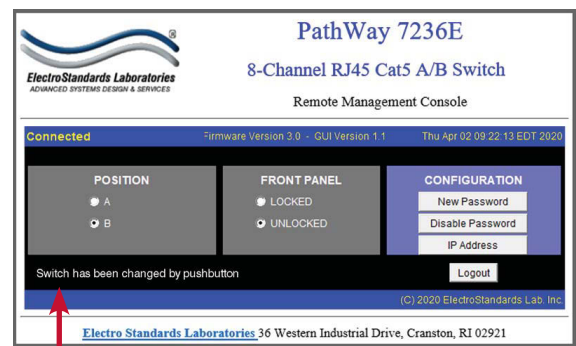 ®
ElectroStandards Laboratories
ADVANCED SYSTEMS DESIGN & SERVICES
PathWay 7236E
8-Channel RJ45 Cat5 A/B Switch
Remote Management Console
Connected
Firmware Version 3.0 - GUI Version 1.1
Thu Apr 02 09:22:13 EDT 2020
POSITION
A
B
FRONT PANEL
LOCKED
UNLOCKED
CONFIGURATION
New Password
Disable Password
IP Address
Switch has been changed by pushbutton
Logout
(C) 2020 ElectroStandards Lab. Inc.
Electro Standards Laboratories 36 Western Industrial Drive, Cranston, RI 02921